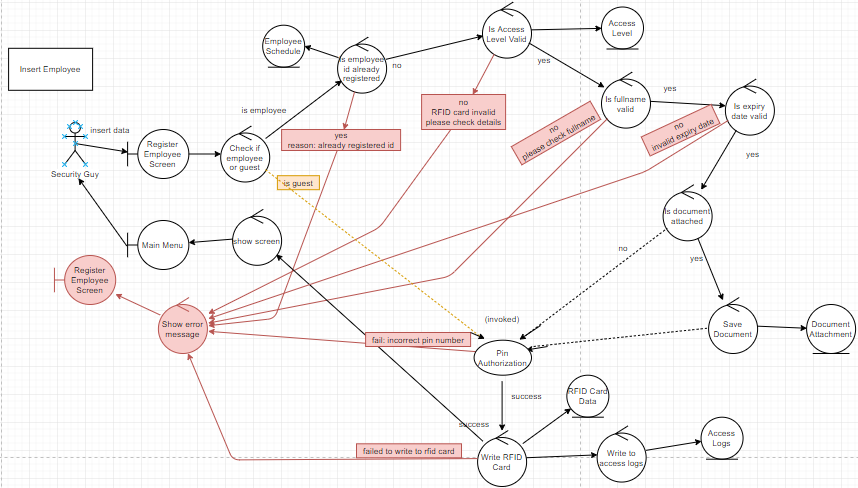 Insert Employee
Security Guy
insert data
Register
Employee
Screen
Check if
employee
or guest
is employee
Employee
Schedule
is employee
id already
registered
no
Is Access
Level Valid
Access
Level
yes
Is fullname
valid
yes
Is expiry
date valid
yes
no
RFID card invalid
please check details
no
please check fullname
no
invalid expiry date
yes
reason: already registered id
is guest
Is document
attached
no
yes
Main Menu
show screen
Register
Employee
Screen
Show error
message
fail: incorrect pin number
(invoked)
Pin
Authorization
Save
Document
Document
Attachment
success
success
RFID Card
Data
failed to write to rfid card
Write RFID
Card
Write to
access logs
Access
Logs